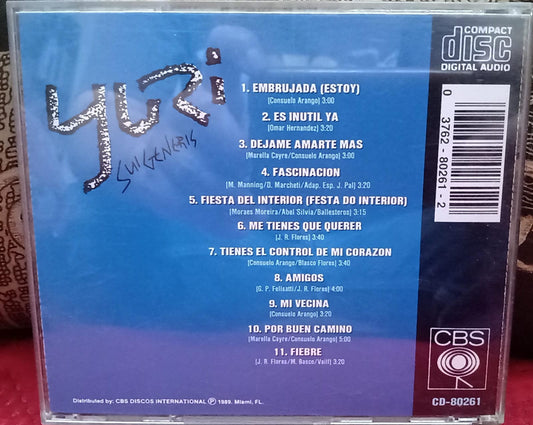 YURI
SUIGENERIS
COMPACT
disc
DIGITAL AUDIO
0 3762-80261-2
1. EMBRUJADA (ESTOY)
(Consuelo Arango) 3:00
2. ES INUTIL YA
(Omar Hernandez) 3:20
3. DEJAME AMARTE MAS
(Marella Cayre/Consuelo Arango) 3:00
4. FASCINACION
(M. Manning/D. Marcheti/Adap. Esp. J. Pal) 3:20
5. FIESTA DEL INTERIOR (FESTA DO INTERIOR)
(Moraes Moreira/Abel Silvia/Ballesteros) 3:15
6. ME TIENES QUE QUERER
(J. R. Flores) 3:40
7. TIENES EL CONTROL DE MI CORAZON
(Consuelo Arango/Blasco Flores) 3:40
8. AMIGOS
(G. P. Felisatti/J. R. Flores) 4:00
9. MI VECINA
(Consuelo Arango) 3:20
10. POR BUEN CAMINO
(Marella Cayre/Consuelo Arango) 5:00
11. FIEBRE
(J. R. Flores/M. Basco/Vailf) 3:20
CBS
CD-80261
Distributed by: CBS DISCOS INTERNATIONAL Ⓟ 1989. Miami, FL.